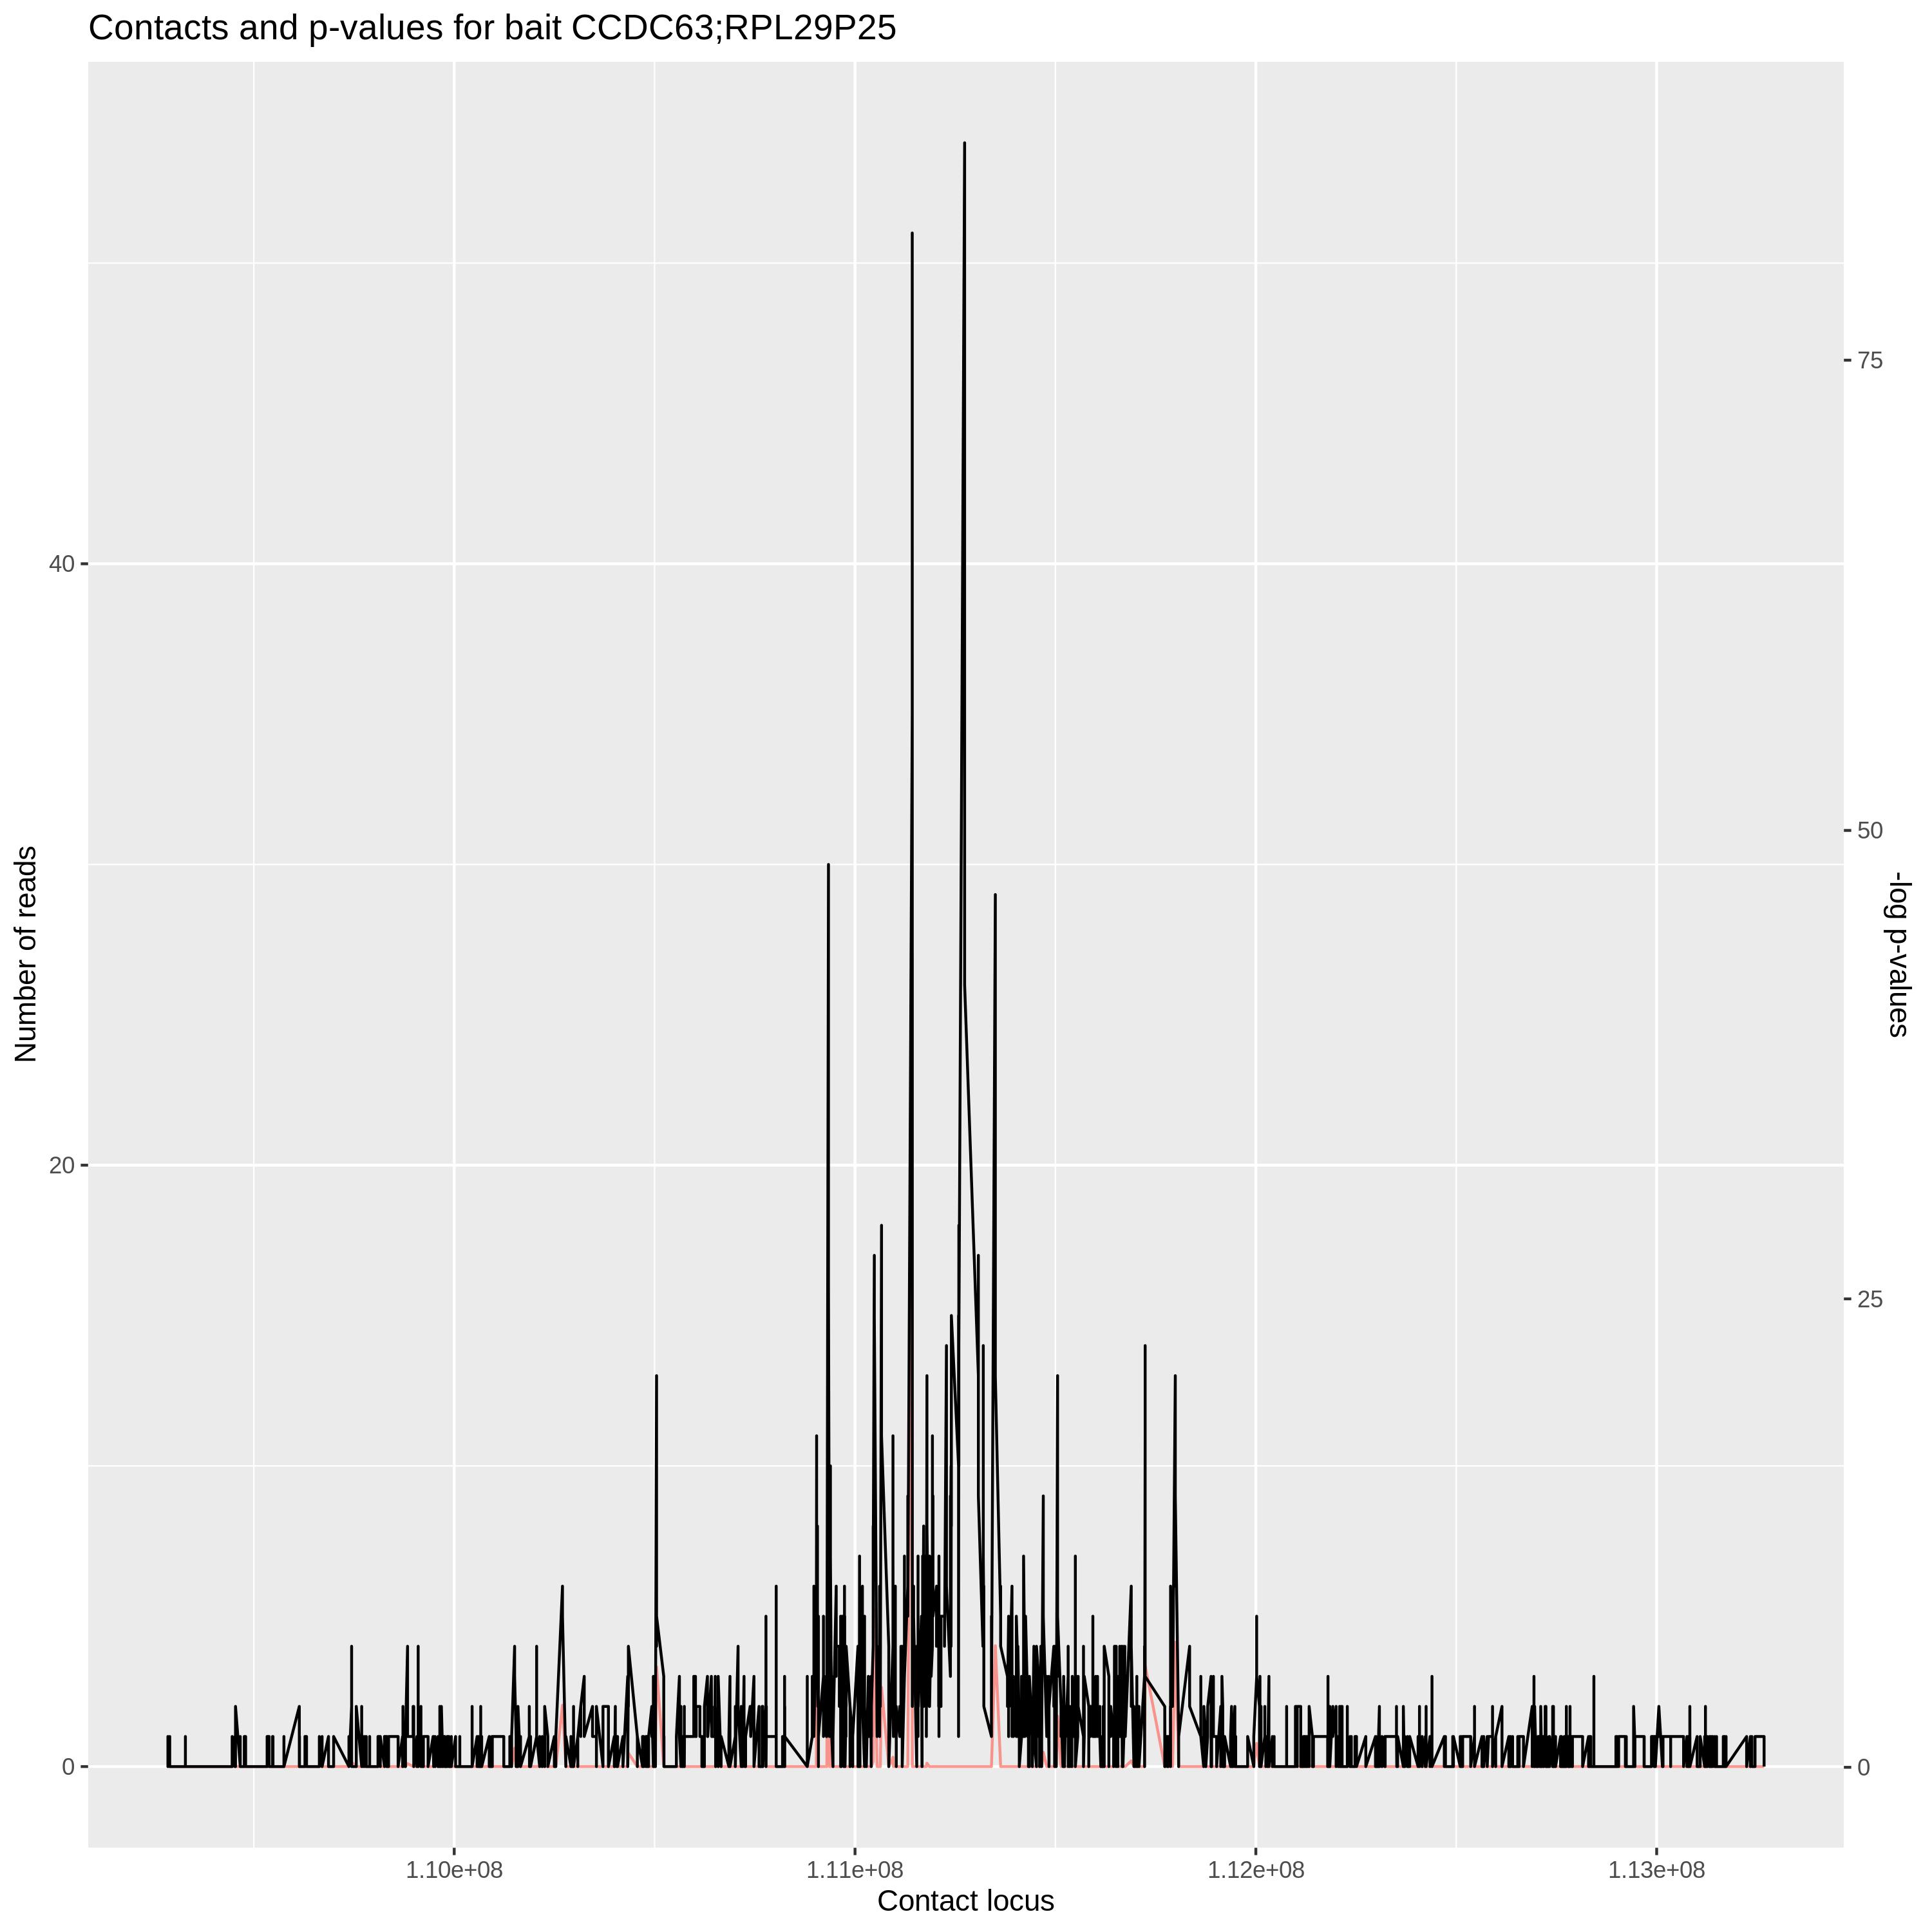 Contacts and p-values for bait CCDC63;RPL29P25
75
40
50
Number of reads
-log p-values
20
25
0
0
1.10e+08
1.11e+08
1.12e+08
1.13e+08
Contact locus